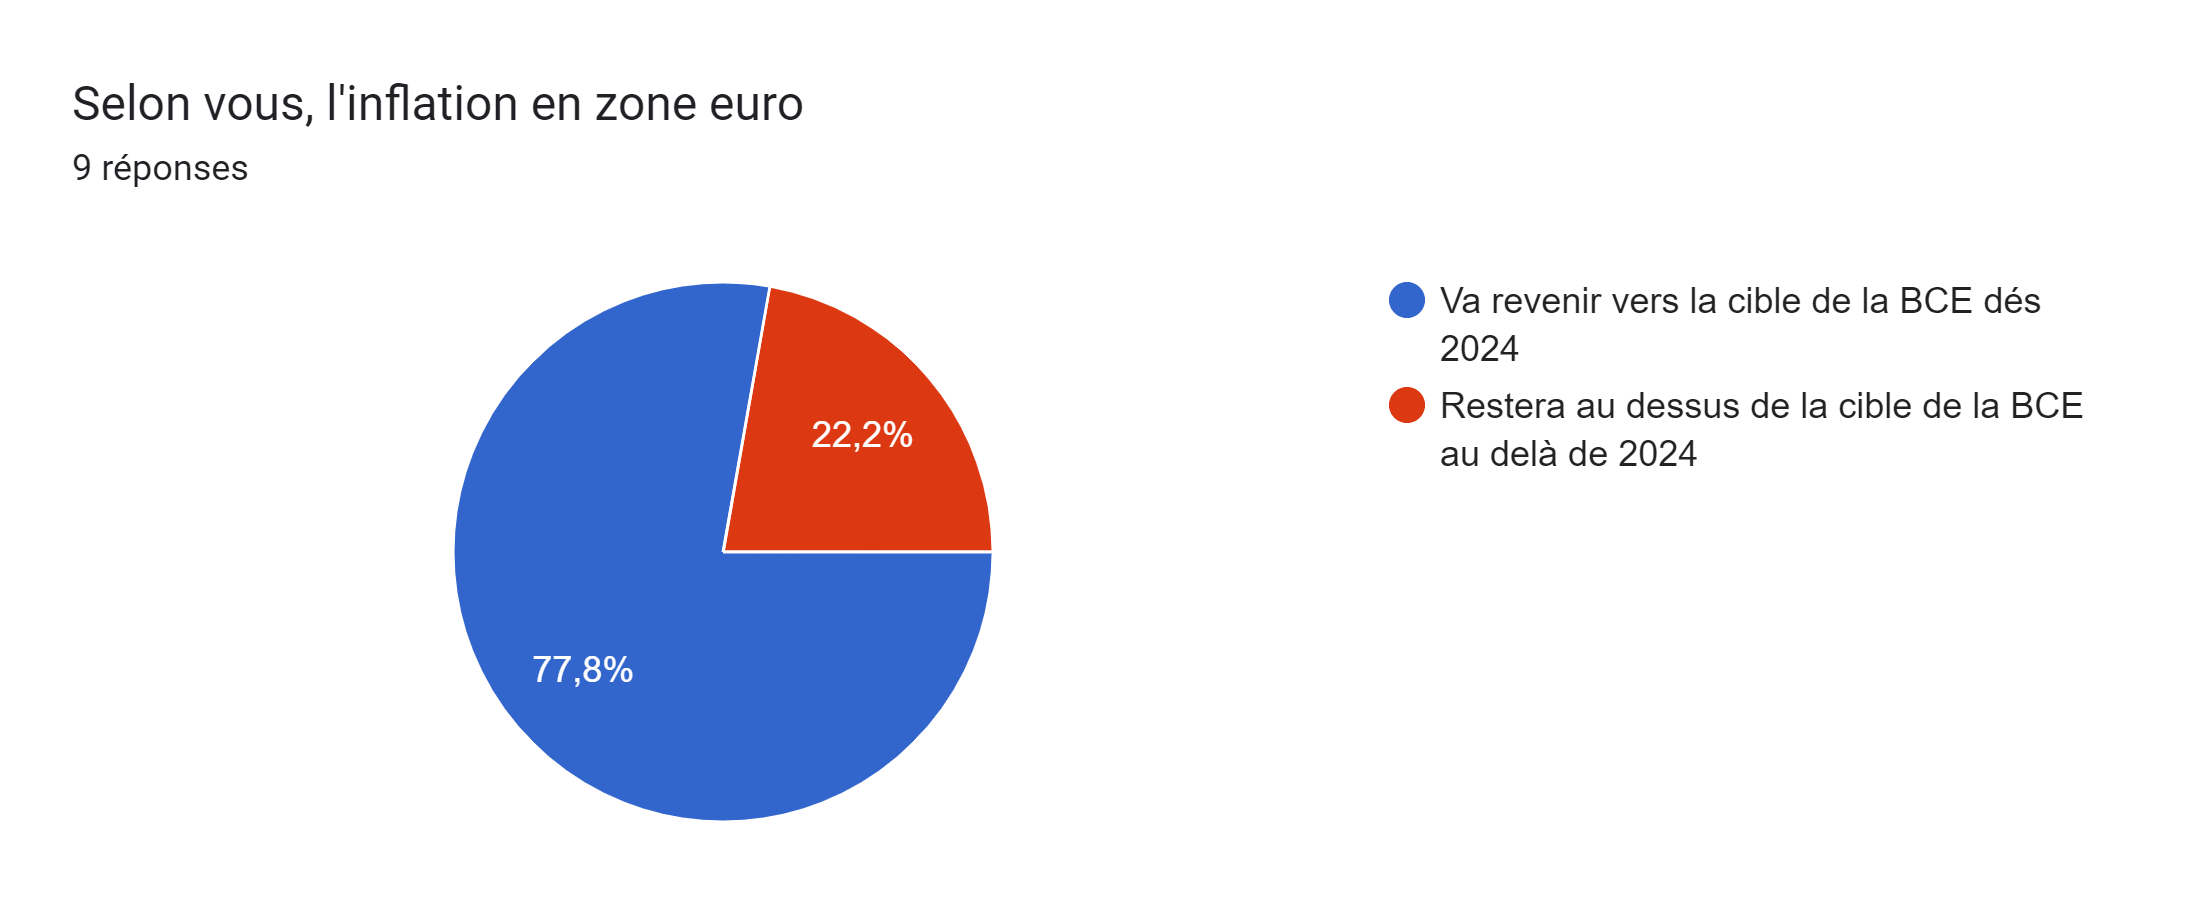 Selon vous, l'inflation en zone euro
9 réponses
Va revenir vers la cible de la BCE dés
2024
Restera au dessus de la cible de la BCE
au delà de 2024
22,2%
77,8%